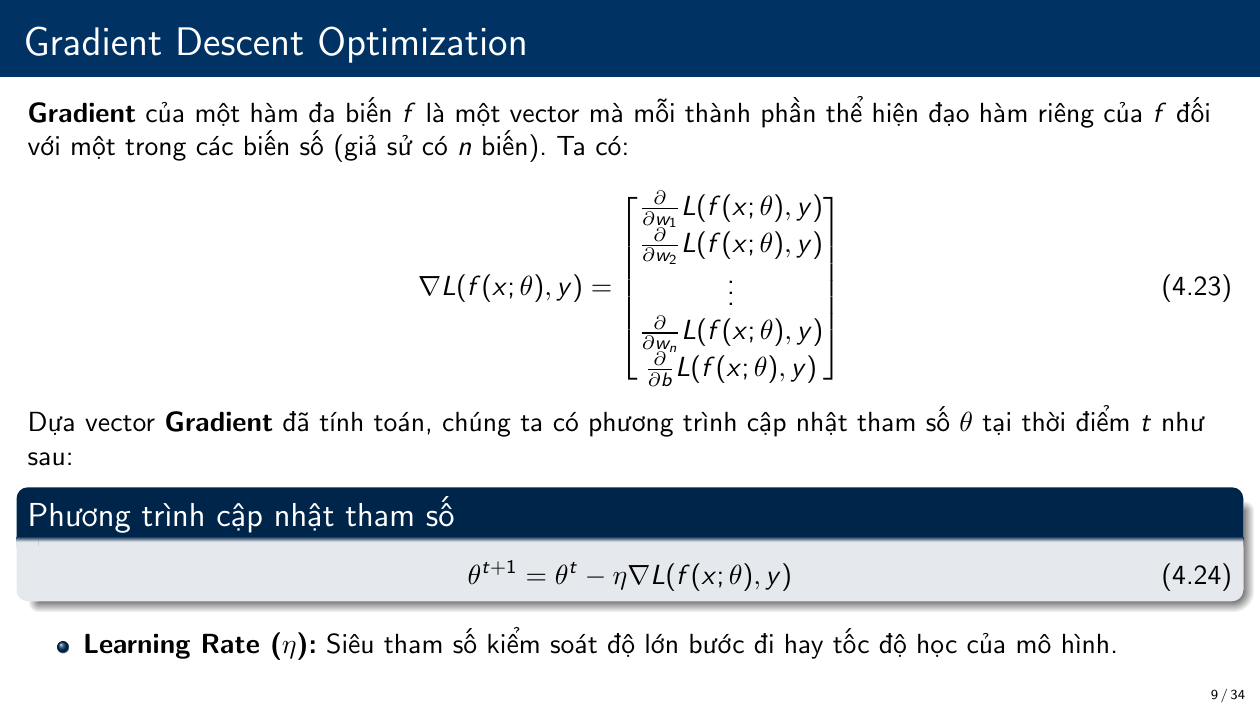 Gradient Descent Optimization
Gradient của một hàm đa biến f là một vector mà mỗi thành phần thể hiện đạo hàm riêng của f đối
với một trong các biến số (giả sử có n biến). Ta có:
∇L(f(x; θ), y) = [ ∂/∂w₁ L(f(x; θ), y)
∂/∂w₂ L(f(x; θ), y)
⋮
∂/∂wₙ L(f(x; θ), y)
∂/∂b L(f(x; θ), y) ] (4.23)
Dựa vector Gradient đã tính toán, chúng ta có phương trình cập nhật tham số θ tại thời điểm t như
sau:
Phương trình cập nhật tham số
θᵗ⁺¹ = θᵗ − η∇L(f(x; θ), y) (4.24)
Learning Rate (η): Siêu tham số kiểm soát độ lớn bước đi hay tốc độ học của mô hình.
9 / 34